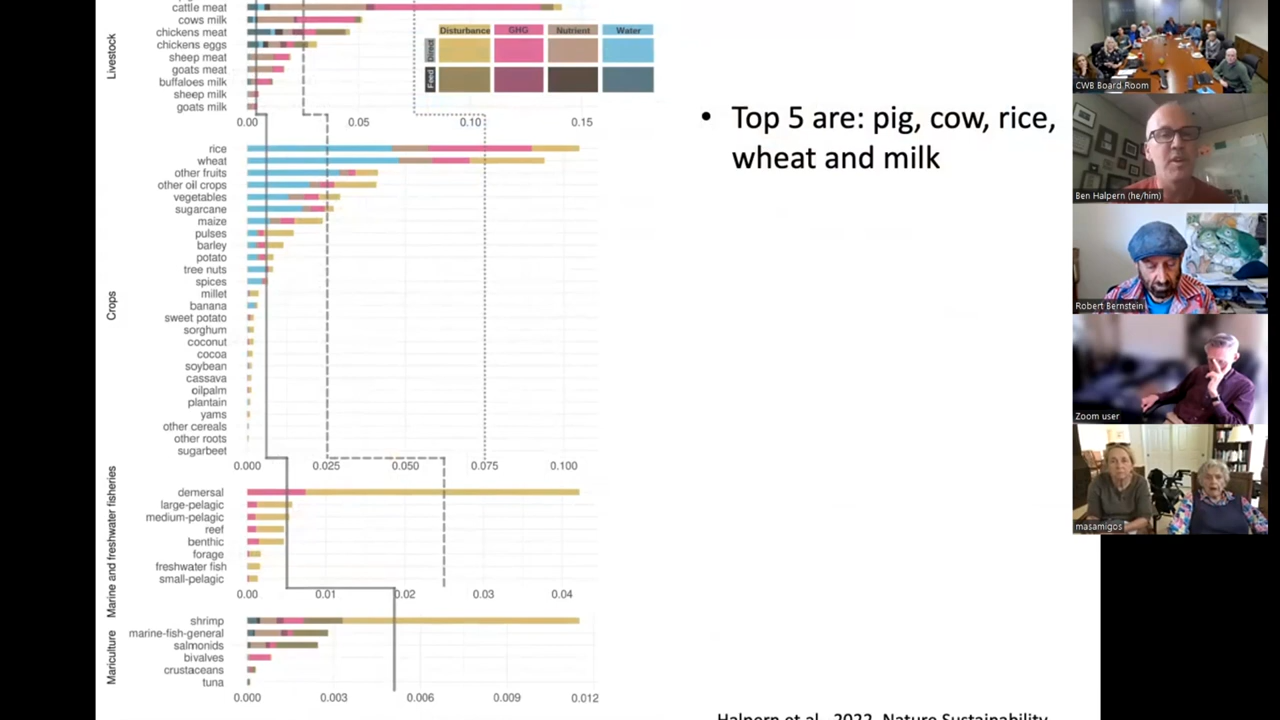 cattle meat
cows milk
chickens meat
chickens eggs
sheep meat
goats meat
buffaloes milk
sheep milk
goats milk
Livestock
Disturbance GHG Nutrient Water
Direct
Feed
0.00 0.05 0.10 0.15
rice
wheat
other fruits
other oil crops
vegetables
sugarcane
maize
pulses
barley
potato
tree nuts
spices
millet
banana
sweet potato
sorghum
coconut
cocoa
soybean
cassava
oilpalm
plantain
yams
other cereals
other roots
sugarbeet
Crops
0.000 0.025 0.050 0.075 0.100
demersal
large-pelagic
medium-pelagic
reef
benthic
forage
freshwater fish
small-pelagic
Marine and freshwater fisheries
0.00 0.01 0.02 0.03 0.04
shrimp
marine-fish-general
salmonids
bivalves
crustaceans
tuna
Mariculture
0.000 0.003 0.006 0.009 0.012
• Top 5 are: pig, cow, rice,
wheat and milk
Halpern et al. 2022 Nature Sustainability
CWB Board Room
Ben Halpern (he/him)
Robert Bernstein
Zoom user
masamigos